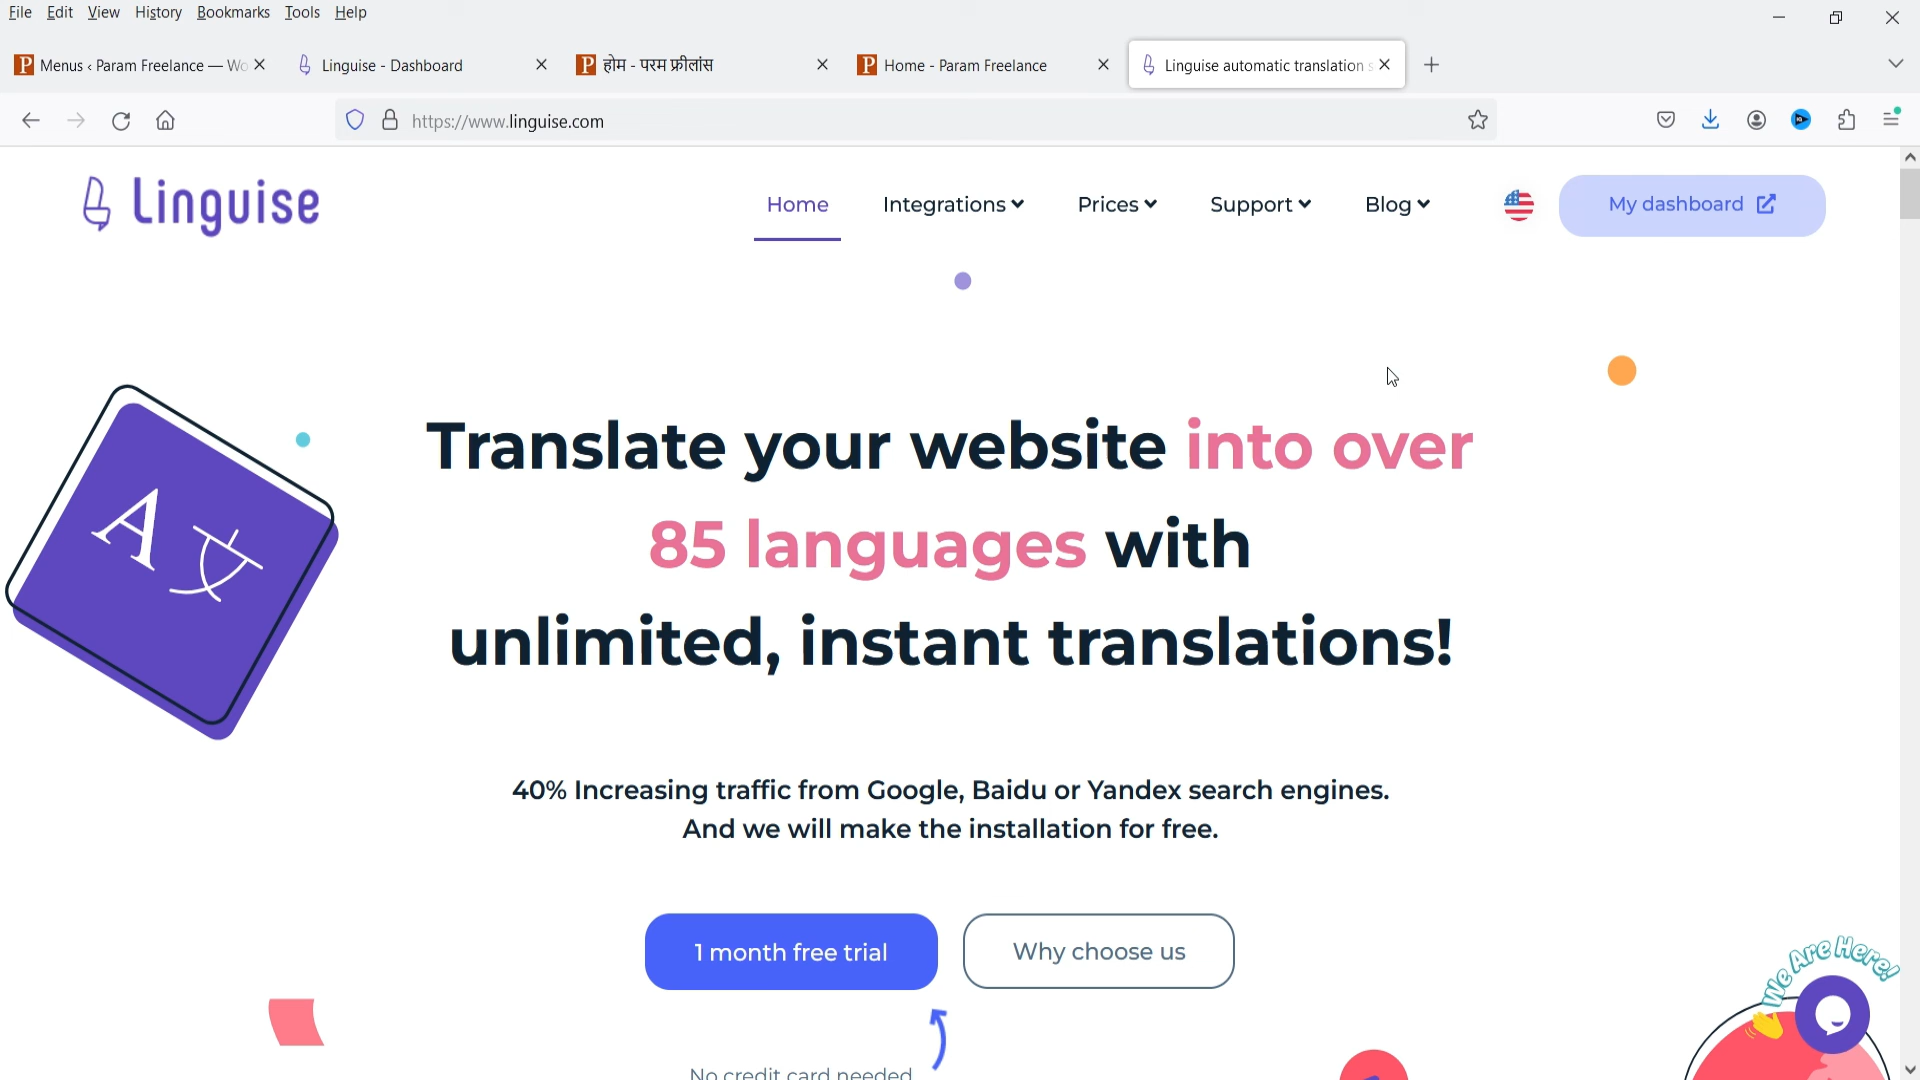 File Edit View History Bookmarks Tools Help
Menus ‹ Param Freelance — Wo
Linguise - Dashboard
होम - परम फ्रीलांस
Home - Param Freelance
Linguise automatic translation s
https://www.linguise.com
Linguise
Home
Integrations
Prices
Support
Blog
My dashboard
A 文
Translate your website into over
85 languages with
unlimited, instant translations!
40% Increasing traffic from Google, Baidu or Yandex search engines.
And we will make the installation for free.
1 month free trial
Why choose us
We Are Here!
No credit card needed